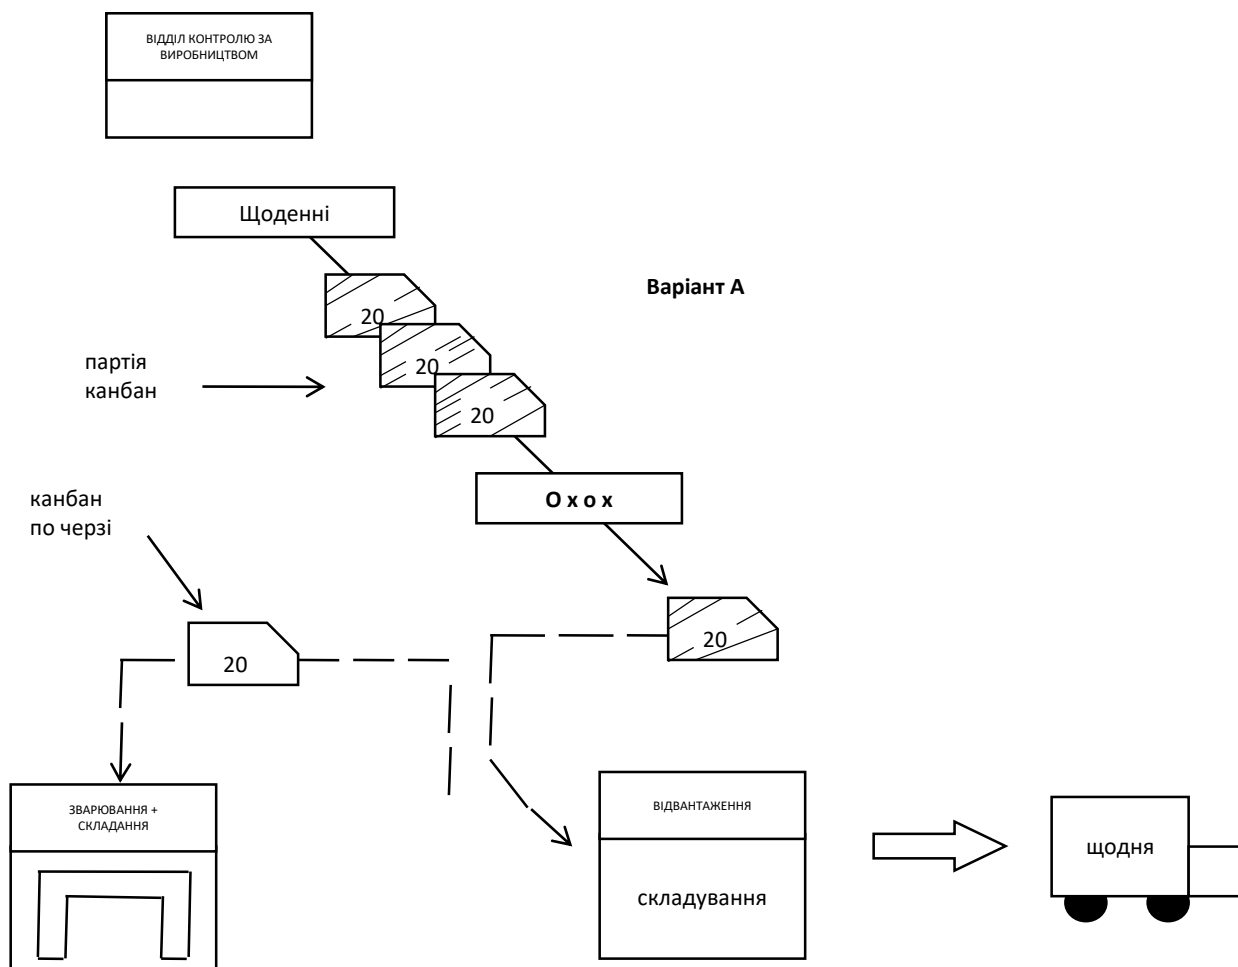 ВІДДІЛ КОНТРОЛЮ ЗА
ВИРОБНИЦТВОМ
Щоденні
Варіант А
20
20
20
партія
канбан
О х о х
канбан
по черзі
20
20
ЗВАРЮВАННЯ +
СКЛАДАННЯ
ВІДВАНТАЖЕННЯ
складування
щодня